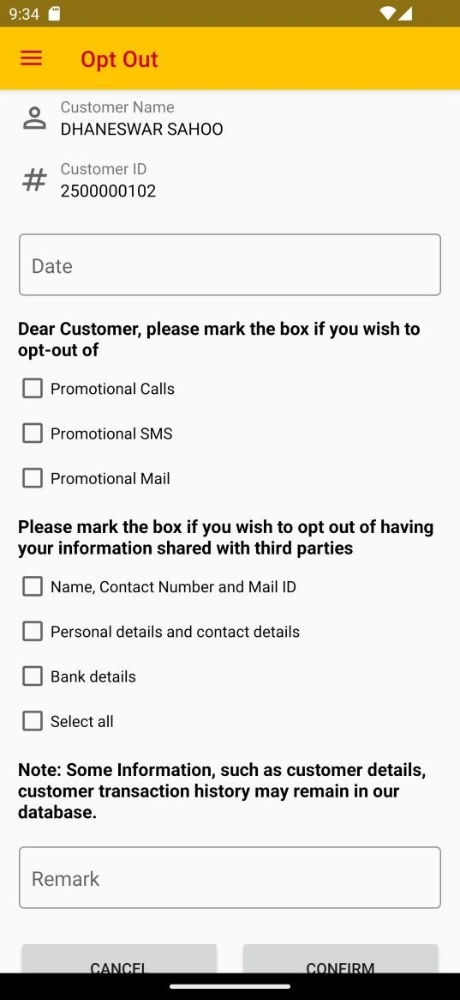 9:34
Opt Out
Customer Name
DHANESWAR SAHOO
# Customer ID
2500000102
Date
Dear Customer, please mark the box if you wish to
opt-out of
Promotional Calls
Promotional SMS
Promotional Mail
Please mark the box if you wish to opt out of having
your information shared with third parties
Name, Contact Number and Mail ID
Personal details and contact details
Bank details
Select all
Note: Some Information, such as customer details,
customer transaction history may remain in our
database.
Remark
CANCEL CONFIRM